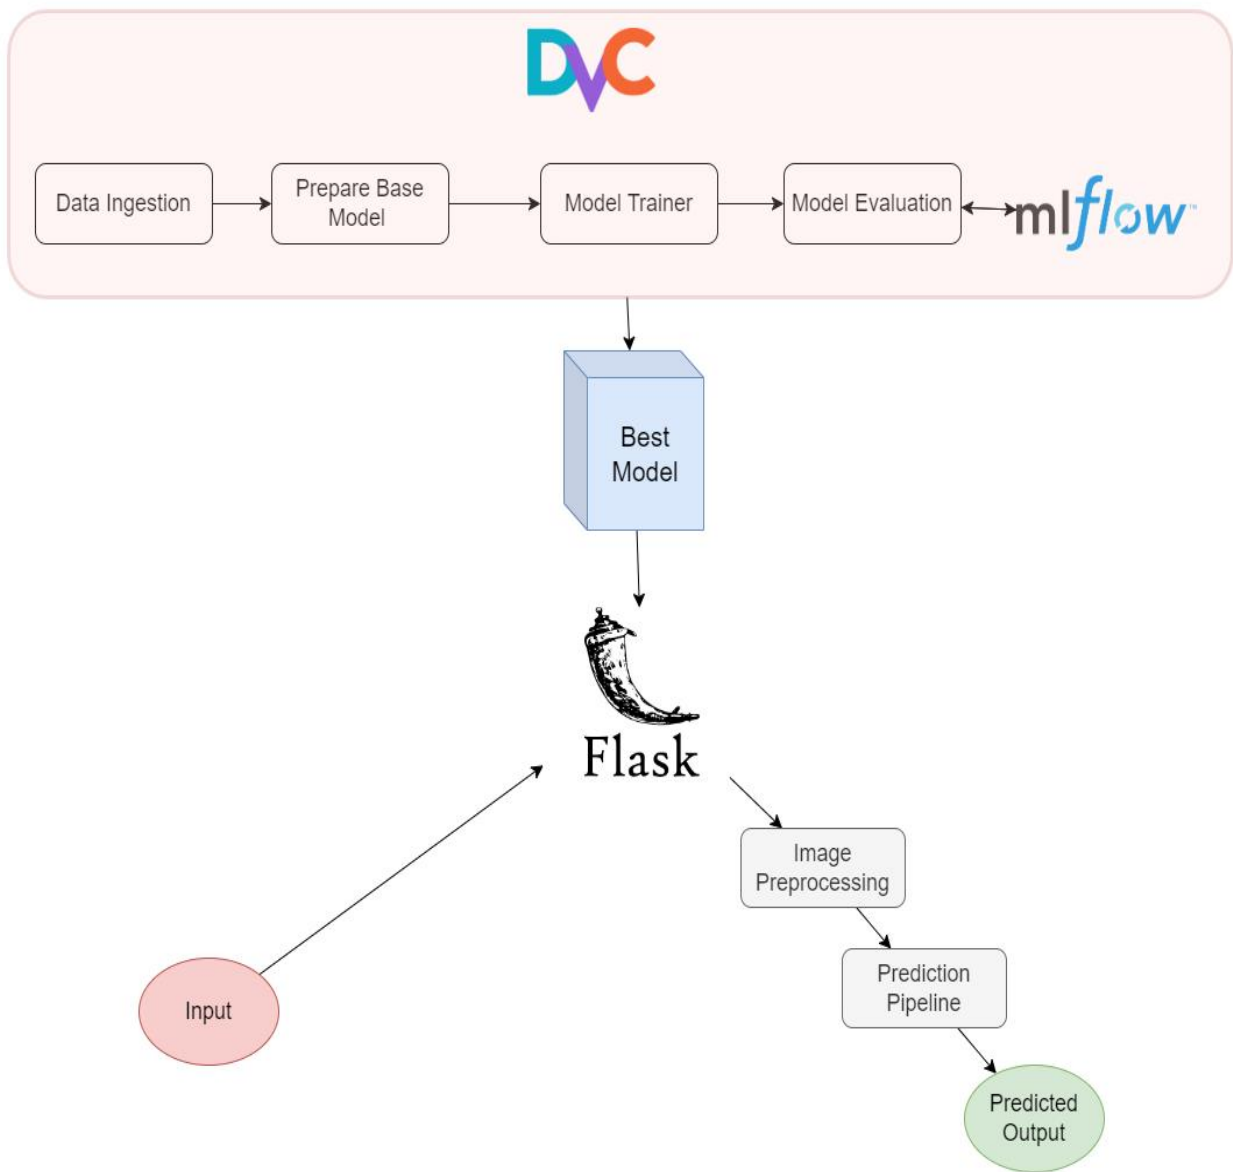 DVC
Data Ingestion
Prepare Base
Model
Model Trainer
Model Evaluation
mlflow™
Best
Model
Flask
Image
Preprocessing
Prediction
Pipeline
Input
Predicted
Output